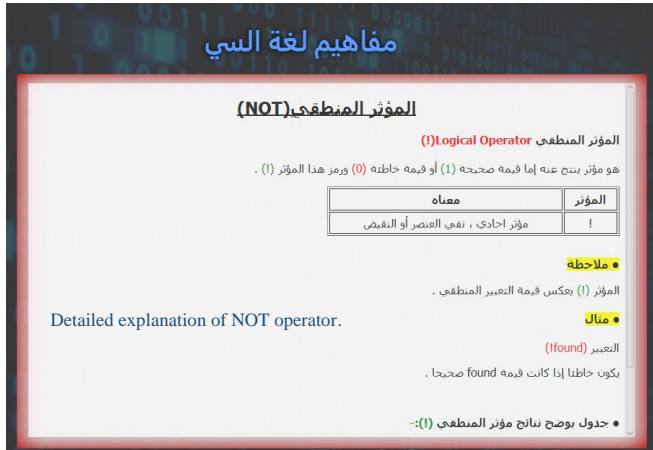 مفاهيم لغة السي
المؤثر المنطقي(NOT)
المؤثر المنطقي Logical Operator(!)
هو مؤثر ينتج عنه إما قيمة صحيحة (1) أو قيمة خاطئة (0) ورمز هذا المؤثر (!) .
المؤثر معناه
! مؤثر احادي ، نفي العنصر أو النقيض
● ملاحظة
المؤثر (!) يعكس قيمة التعبير المنطقي .
● مثال
Detailed explanation of NOT operator.
التعبير (!found)
يكون خاطئا إذا كانت قيمة found صحيحا .
● جدول يوضح نتائج مؤثر المنطقي (!):-